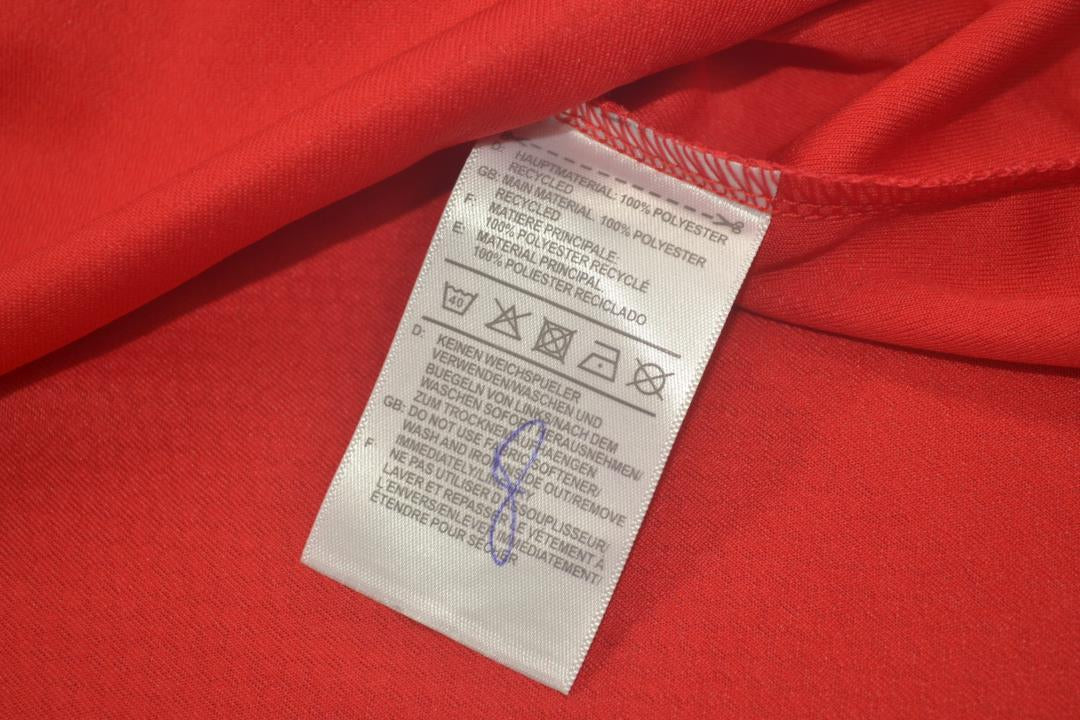 D: HAUPTMATERIAL: 100% POLYESTER
RECYCLED
GB: MAIN MATERIAL: 100% POLYESTER
RECYCLED
F: MATIÈRE PRINCIPALE:
100% POLYESTER RECYCLÉ
E: MATERIAL PRINCIPAL
100% POLIESTER RECICLADO
40
D: KEINEN WEICHSPUELER
VERWENDEN/WASCHEN UND
BUEGELN VON LINKS/NACH DEM
WASCHEN SOFORT HERAUSNEHMEN/
ZUM TROCKNEN AUFHAENGEN
GB: DO NOT USE FABRIC SOFTENER/
WASH AND IRON INSIDE OUT/REMOVE
IMMEDIATELY/LINE DRY
F NE PAS UTILISER D'ASSOUPLISSEUR/
LAVER ET REPASSER LE VÊTEMENT À
L'ENVERS/ENLEVER IMMÉDIATEMENT/
ÉTENDRE POUR SÉCHER
8